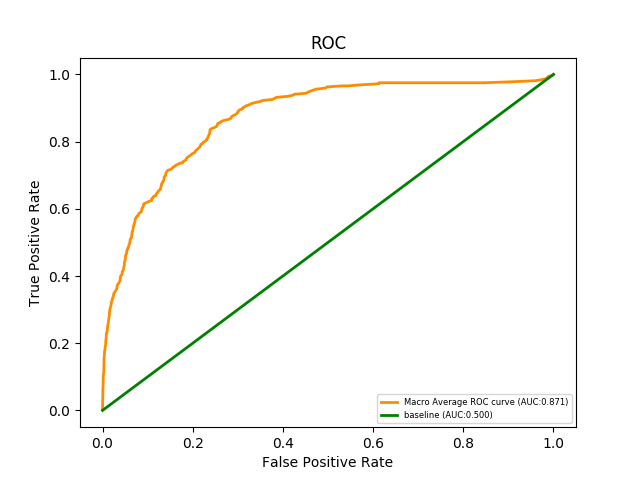 ROC
1.0
0.8
0.6
0.4
0.2
0.0
True Positive Rate
Macro Average ROC curve (AUC:0.871)
baseline (AUC:0.500)
0.0 0.2 0.4 0.6 0.8 1.0
False Positive Rate